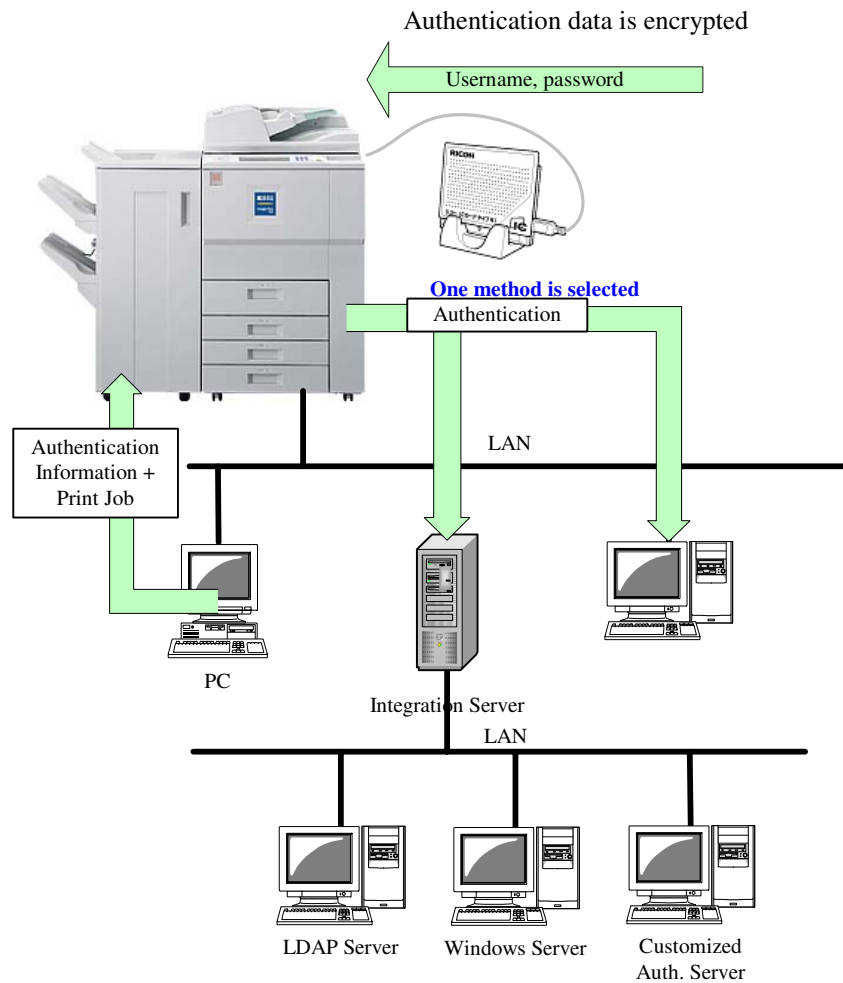 Authentication data is encrypted
Username, password
RICOH
IC
One method is selected
Authentication
LAN
Authentication
Information +
Print Job
PC
Integration Server
LAN
LDAP Server
Windows Server
Customized
Auth. Server